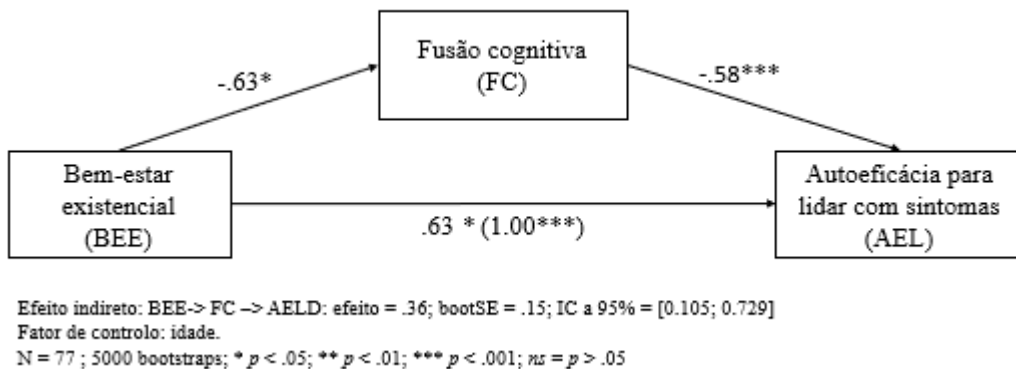 Fusão cognitiva
(FC)
-.63*
-.58***
Bem-estar
existencial
(BEE)
Autoeficácia para
lidar com sintomas
(AEL)
.63 * (1.00***)
Efeito indireto: BEE-> FC –> AELD: efeito = .36; bootSE = .15; IC a 95% = [0.105; 0.729]
Fator de controlo: idade.
N = 77 ; 5000 bootstraps; * p < .05; ** p < .01; *** p < .001; ns = p > .05